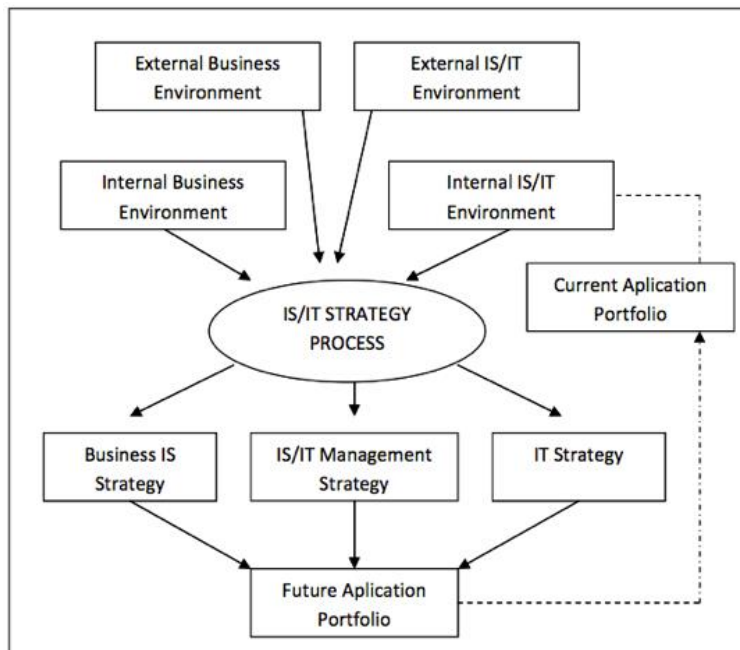 External Business
Environment
External IS/IT
Environment
Internal Business
Environment
Internal IS/IT
Environment
Current Aplication
Portfolio
IS/IT STRATEGY
PROCESS
Business IS
Strategy
IS/IT Management
Strategy
IT Strategy
Future Aplication
Portfolio